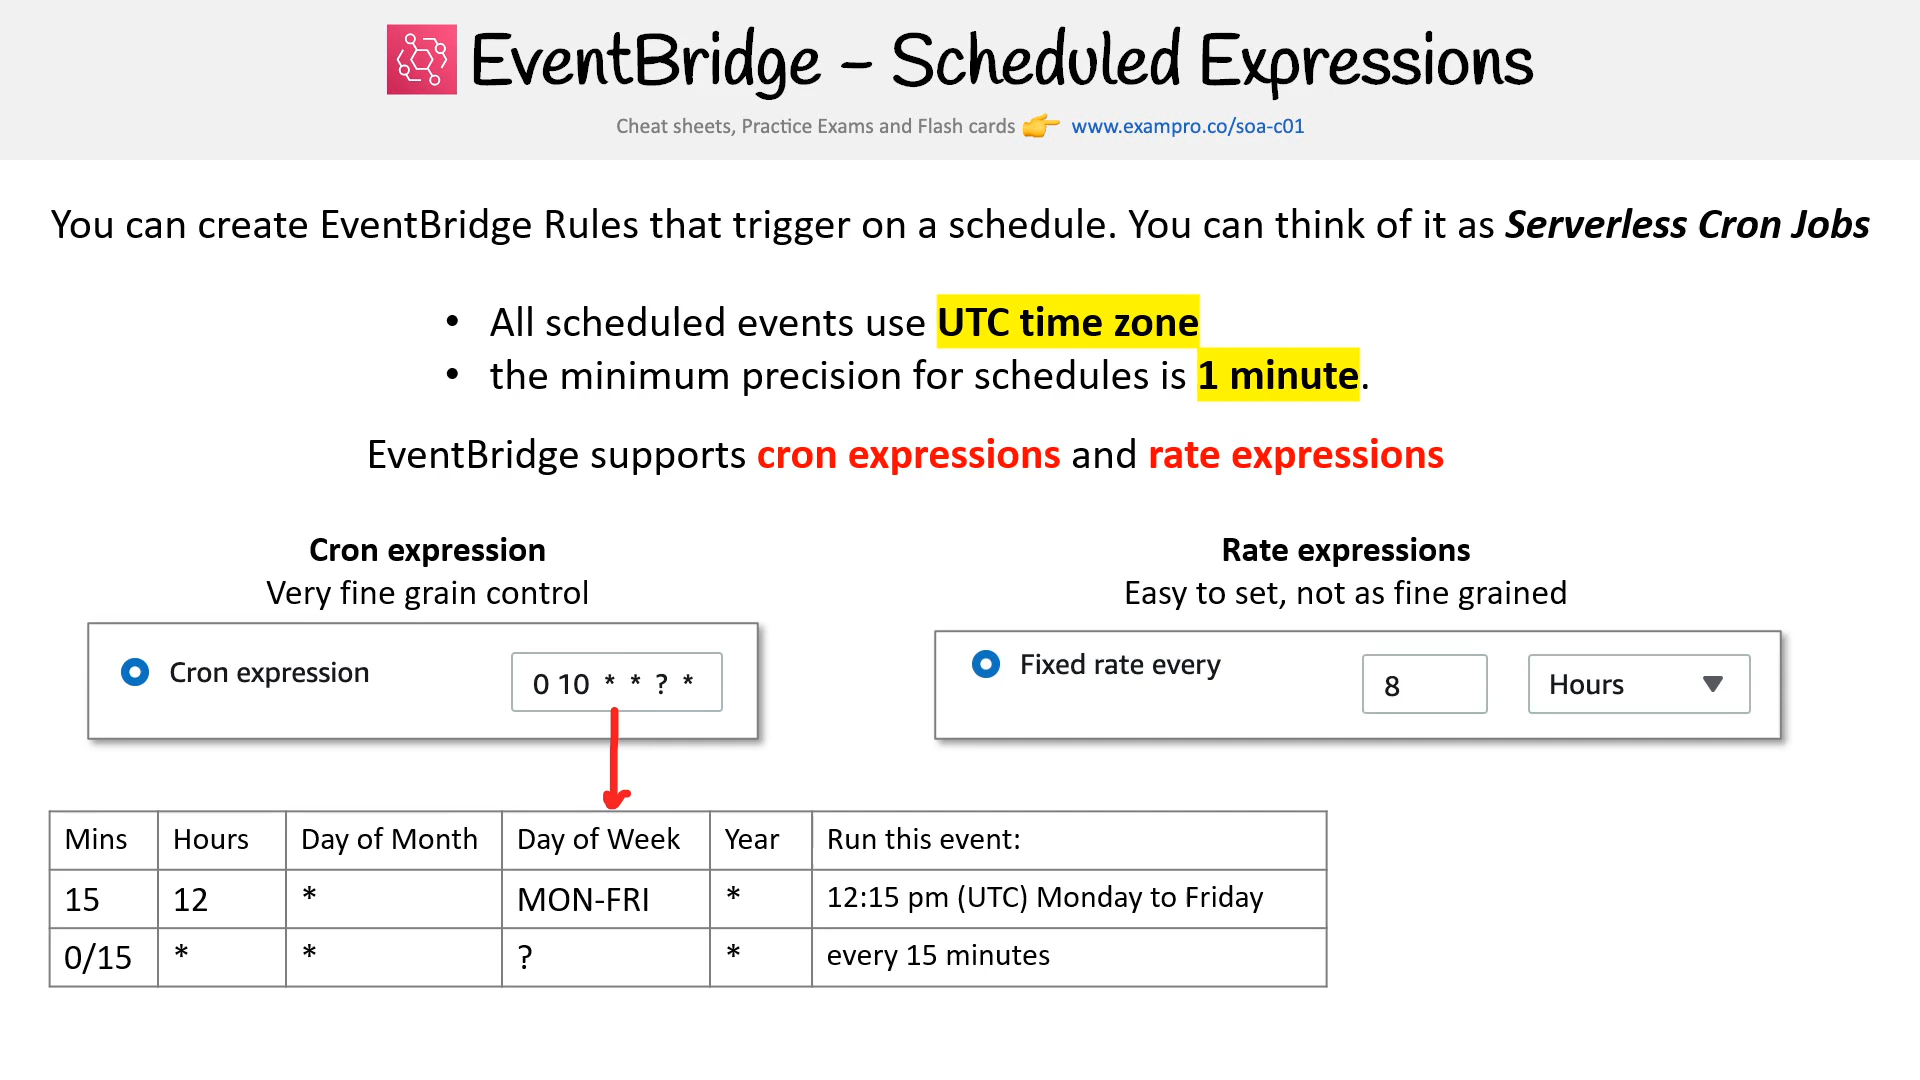 EventBridge – Scheduled Expressions
Cheat sheets, Practice Exams and Flash cards 👉 www.exampro.co/soa-c01
You can create EventBridge Rules that trigger on a schedule. You can think of it as Serverless Cron Jobs
• All scheduled events use UTC time zone
• the minimum precision for schedules is 1 minute.
EventBridge supports cron expressions and rate expressions
Cron expression
Very fine grain control
Cron expression 0 10 * * ? *
Rate expressions
Easy to set, not as fine grained
Fixed rate every 8 Hours
Mins Hours Day of Month Day of Week Year Run this event:
15 12 * MON-FRI * 12:15 pm (UTC) Monday to Friday
0/15 * * ? * every 15 minutes